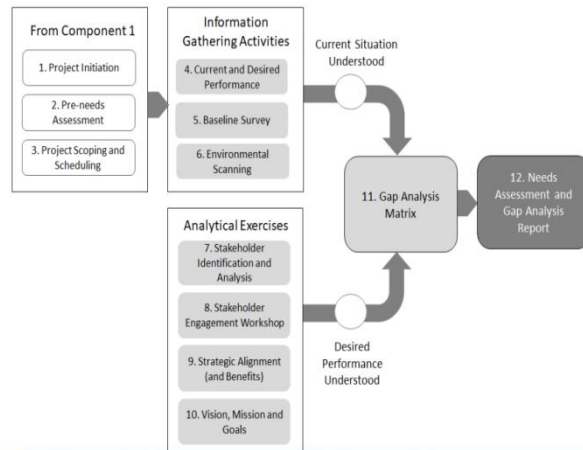 From Component 1
1. Project Initiation
2. Pre-needs
Assessment
3. Project Scoping and
Scheduling
Information
Gathering Activities
4. Current and Desired
Performance
5. Baseline Survey
6. Environmental
Scanning
Analytical Exercises
7. Stakeholder
Identification and
Analysis
8. Stakeholder
Engagement Workshop
9. Strategic Alignment
(and Benefits)
10. Vision, Mission and
Goals
Current Situation
Understood
Desired
Performance
Understood
11. Gap Analysis
Matrix
12. Needs
Assessment and
Gap Analysis
Report